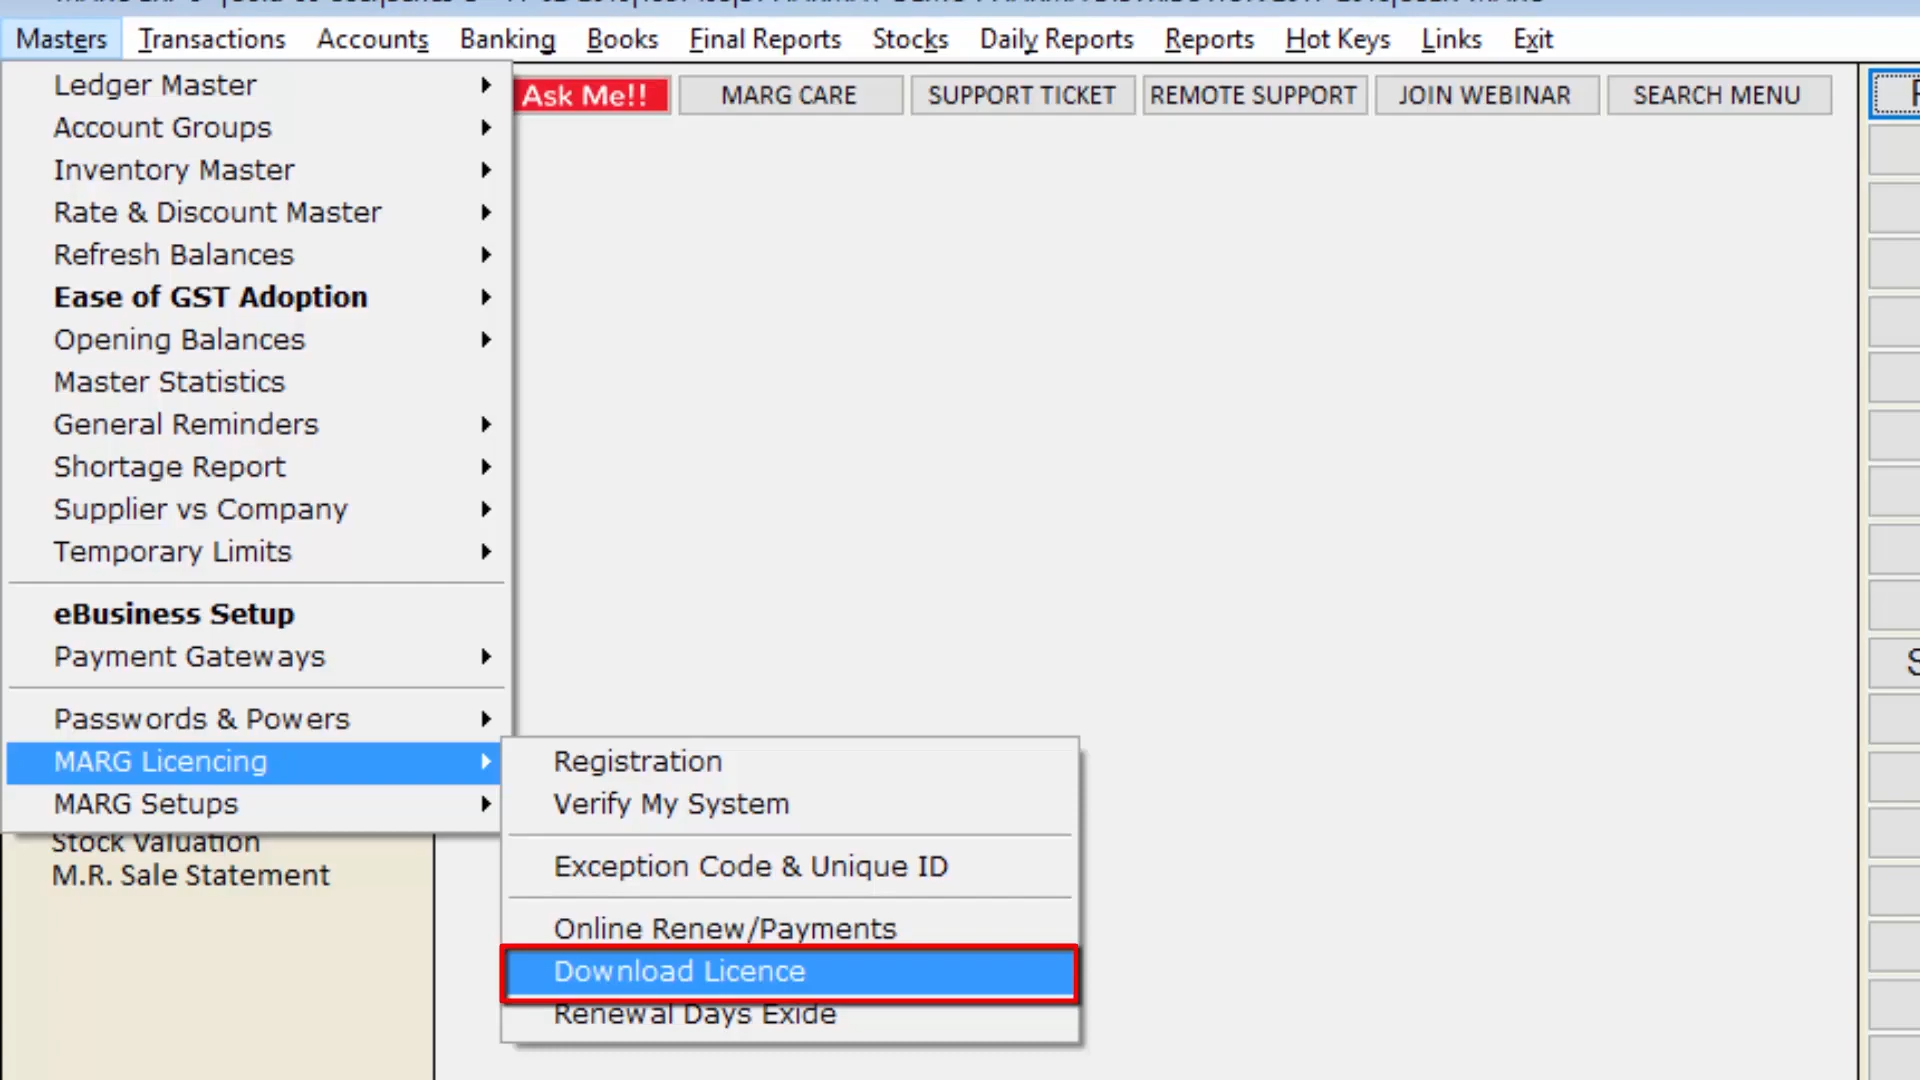 Masters Transactions Accounts Banking Books Final Reports Stocks Daily Reports Reports Hot Keys Links Exit
Ask Me!! MARG CARE SUPPORT TICKET REMOTE SUPPORT JOIN WEBINAR SEARCH MENU
Ledger Master
Account Groups
Inventory Master
Rate & Discount Master
Refresh Balances
Ease of GST Adoption
Opening Balances
Master Statistics
General Reminders
Shortage Report
Supplier vs Company
Temporary Limits
eBusiness Setup
Payment Gateways
Passwords & Powers
MARG Licencing
MARG Setups
Stock Valuation
M.R. Sale Statement
Registration
Verify My System
Exception Code & Unique ID
Online Renew/Payments
Download Licence
Renewal Days Exide